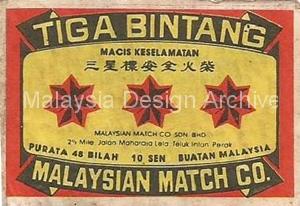 TIGA BINTANG
MACIS KESELAMATAN
三星標安全火柴
Malaysia Design Archive
MALAYSIAN MATCH CO SDN BHD
2½ Mile Jalan Maharaja Lela Teluk Intan Perak
PURATA 48 BILAH 10 SEN BUATAN MALAYSIA
MALAYSIAN MATCH CO.